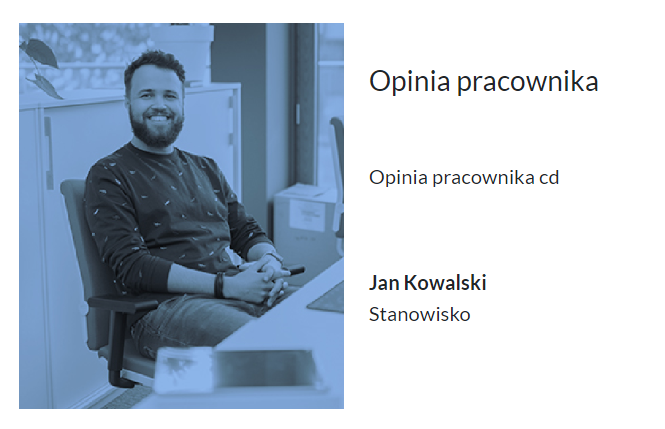 Opinia pracownika
Opinia pracownika cd
Jan Kowalski
Stanowisko